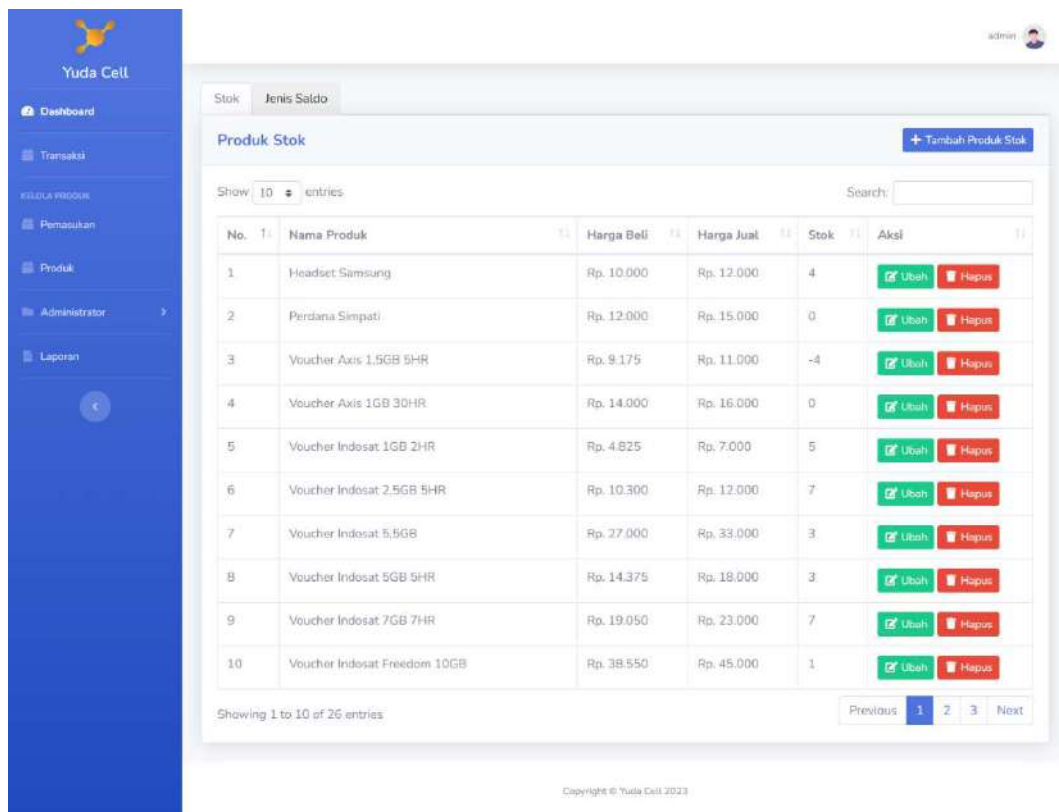 admin
Yuda Cell
Dashboard
Transaksi
KELOLA PRODUK
Pemasukan
Produk
Administrator
Laporan
Stok Jenis Saldo
Produk Stok + Tambah Produk Stok
Show 10 entries Search:
No. Nama Produk Harga Beli Harga Jual Stok Aksi
1 Headset Samsung Rp. 10.000 Rp. 12.000 4 Ubah Hapus
2 Perdana Simpati Rp. 12.000 Rp. 15.000 0 Ubah Hapus
3 Voucher Axis 1,5GB 5HR Rp. 9.175 Rp. 11.000 -4 Ubah Hapus
4 Voucher Axis 1GB 30HR Rp. 14.000 Rp. 16.000 0 Ubah Hapus
5 Voucher Indosat 1GB 2HR Rp. 4.825 Rp. 7.000 5 Ubah Hapus
6 Voucher Indosat 2,5GB 5HR Rp. 10.300 Rp. 12.000 7 Ubah Hapus
7 Voucher Indosat 5,5GB Rp. 27.000 Rp. 33.000 3 Ubah Hapus
8 Voucher Indosat 5GB 5HR Rp. 14.375 Rp. 18.000 3 Ubah Hapus
9 Voucher Indosat 7GB 7HR Rp. 19.050 Rp. 23.000 7 Ubah Hapus
10 Voucher Indosat Freedom 10GB Rp. 38.550 Rp. 45.000 1 Ubah Hapus
Showing 1 to 10 of 26 entries Previous 1 2 3 Next
Copyright © Yuda Cell 2023